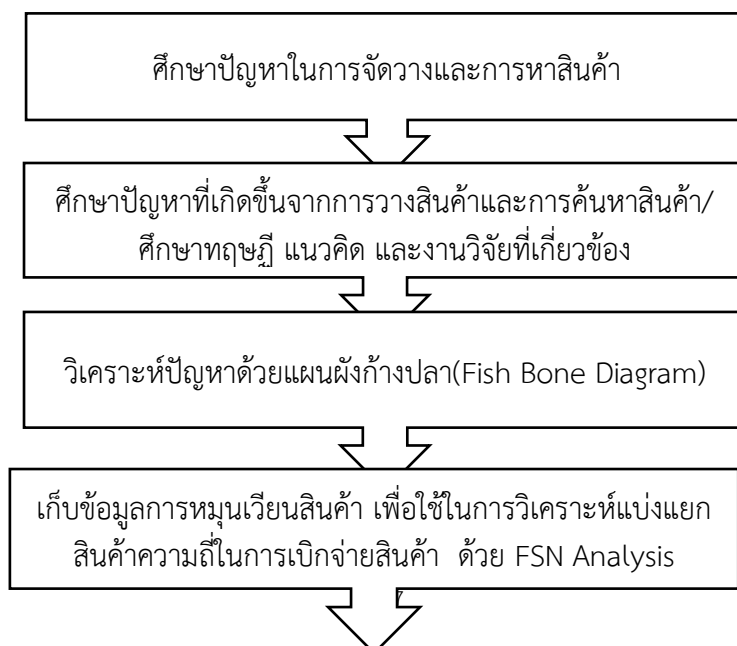 ศึกษาปัญหาในการจัดวางและการหาสินค้า
ศึกษาปัญหาที่เกิดขึ้นจากการวางสินค้าและการค้นหาสินค้า/
ศึกษาทฤษฎี แนวคิด และงานวิจัยที่เกี่ยวข้อง
วิเคราะห์ปัญหาด้วยแผนผังก้างปลา(Fish Bone Diagram)
เก็บข้อมูลการหมุนเวียนสินค้า เพื่อใช้ในการวิเคราะห์แบ่งแยก
สินค้าความถี่ในการเบิกจ่ายสินค้า ด้วย FSN Analysis